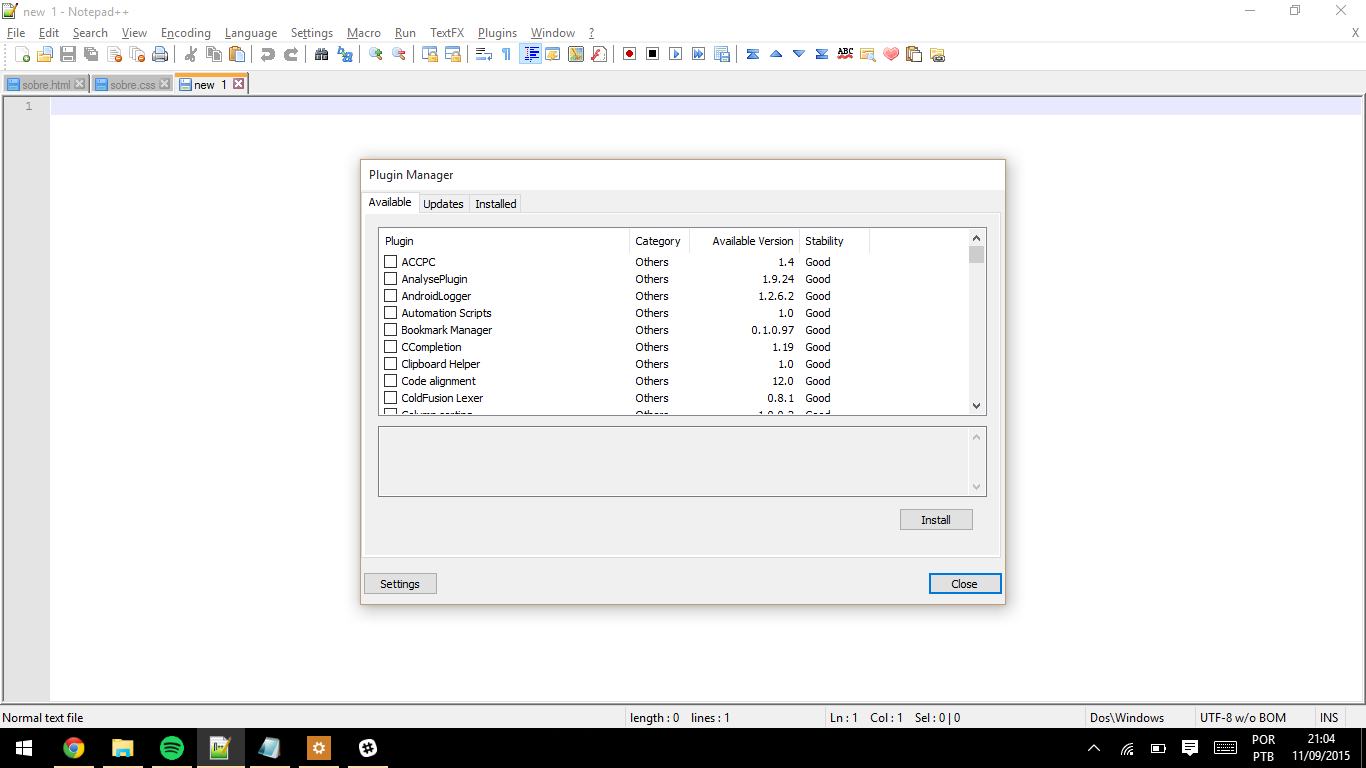 new 1 - Notepad++
File Edit Search View Encoding Language Settings Macro Run TextFX Plugins Window ? X
ABC
sobre.html sobre.css new 1
1
Plugin Manager
Available Updates Installed
Plugin Category Available Version Stability
ACCPC Others 1.4 Good
AnalysePlugin Others 1.9.24 Good
AndroidLogger Others 1.2.6.2 Good
Automation Scripts Others 1.0 Good
Bookmark Manager Others 0.1.0.97 Good
CCompletion Others 1.19 Good
Clipboard Helper Others 1.0 Good
Code alignment Others 12.0 Good
ColdFusion Lexer Others 0.8.1 Good
Install
Settings Close
Normal text file length : 0 lines : 1 Ln : 1 Col : 1 Sel : 0 | 0 Dos\Windows UTF-8 w/o BOM INS
POR 21:04
PTB 11/09/2015